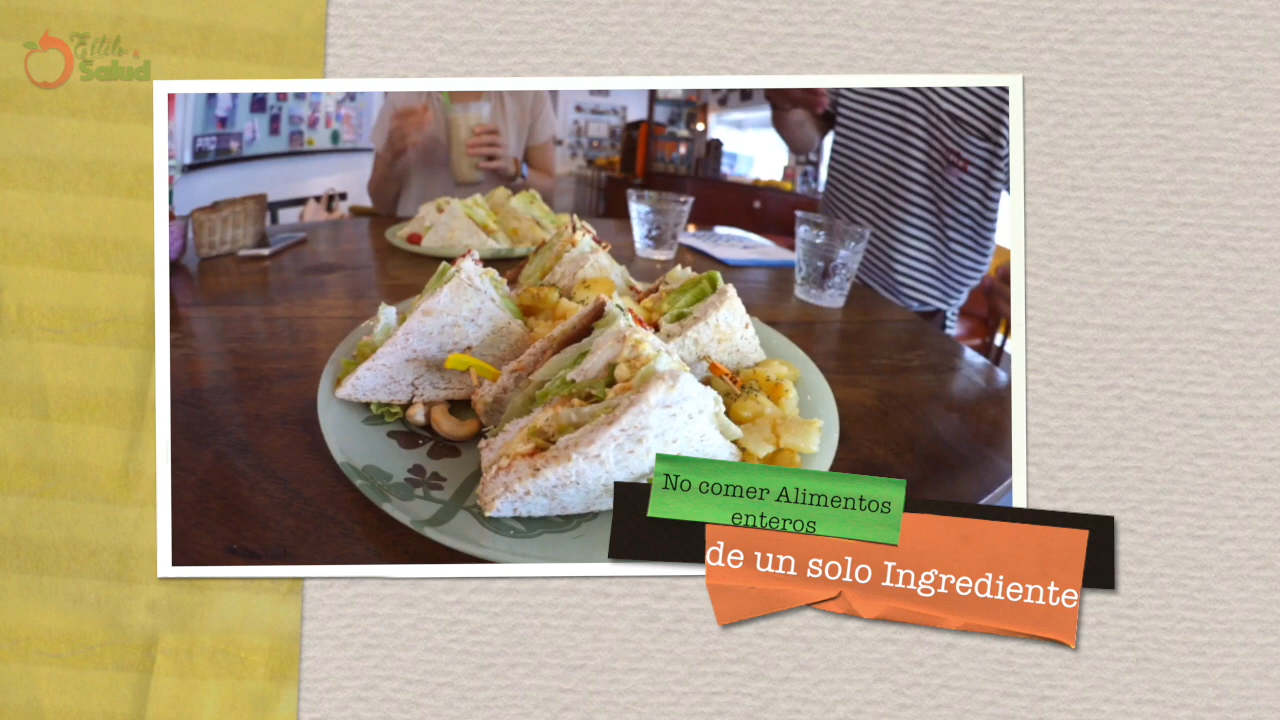 Estilo &
Salud
No comer Alimentos
enteros
de un solo Ingrediente